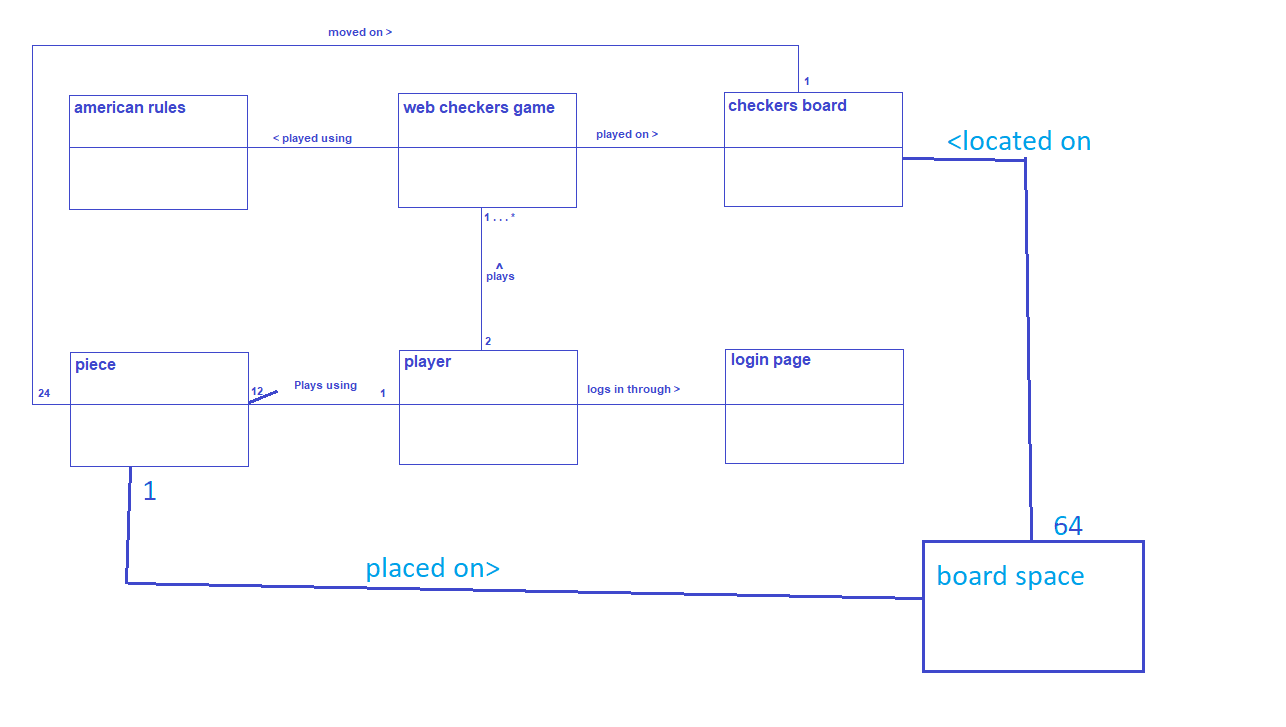 moved on >
1
american rules
web checkers game
checkers board
< played using
played on >
<located on
1 . . . *
^
plays
2
piece
player
login page
24
12
Plays using
1
logs in through >
1
64
placed on>
board space